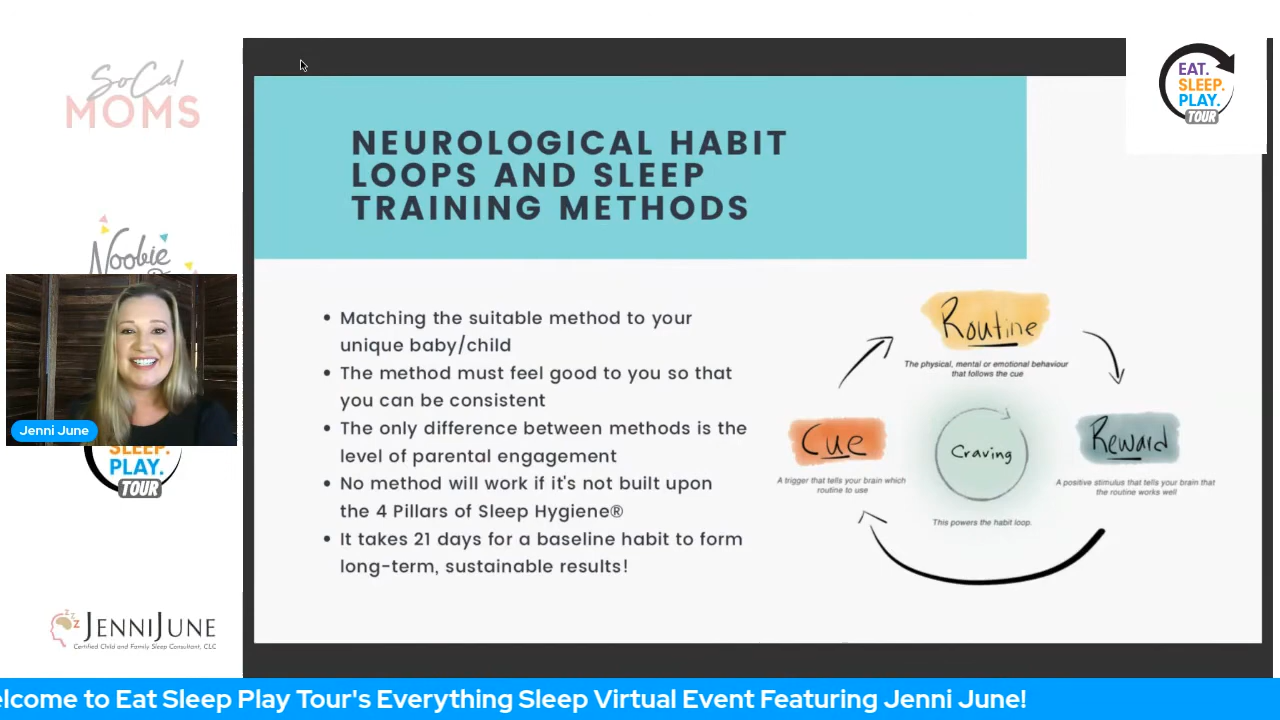 SoCal
MOMS
Noobie
Jenni June
SLEEP.
PLAY.
TOUR
JENNIJUNE
Certified Child and Family Sleep Consultant, CLC
EAT.
SLEEP.
PLAY.
TOUR
NEUROLOGICAL HABIT
LOOPS AND SLEEP
TRAINING METHODS
• Matching the suitable method to your
unique baby/child
• The method must feel good to you so that
you can be consistent
• The only difference between methods is the
level of parental engagement
• No method will work if it's not built upon
the 4 Pillars of Sleep Hygiene®
• It takes 21 days for a baseline habit to form
long-term, sustainable results!
Routine
The physical, mental or emotional behaviour
that follows the cue
Cue
A trigger that tells your brain which
routine to use
Craving
This powers the habit loop.
Reward
A positive stimulus that tells your brain that
the routine works well
elcome to Eat Sleep Play Tour's Everything Sleep Virtual Event Featuring Jenni June!